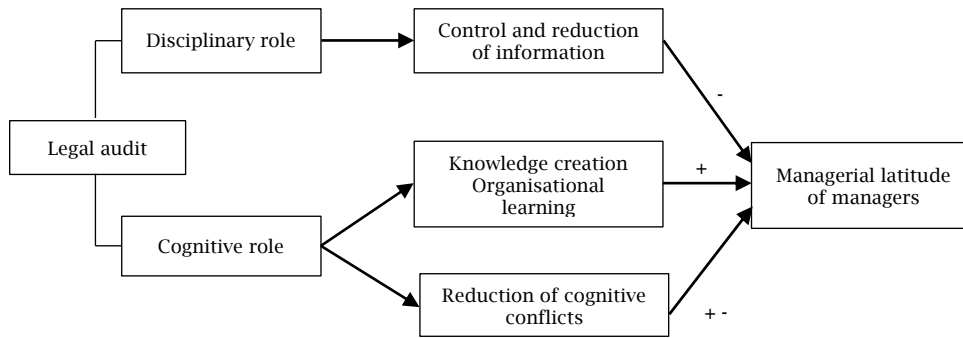 Disciplinary role
Control and reduction
of information
-
Legal audit
Knowledge creation
Organisational
learning
+
Managerial latitude
of managers
Cognitive role
Reduction of cognitive
conflicts
+ -